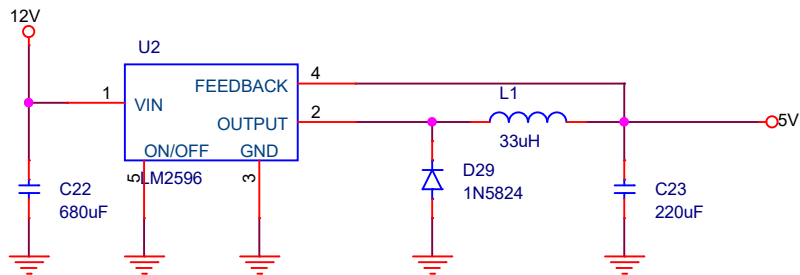 12V
U2
1
VIN
FEEDBACK
4
OUTPUT
2
L1
33uH
5V
ON/OFF
GND
5
LM2596
3
C22
680uF
D29
1N5824
C23
220uF